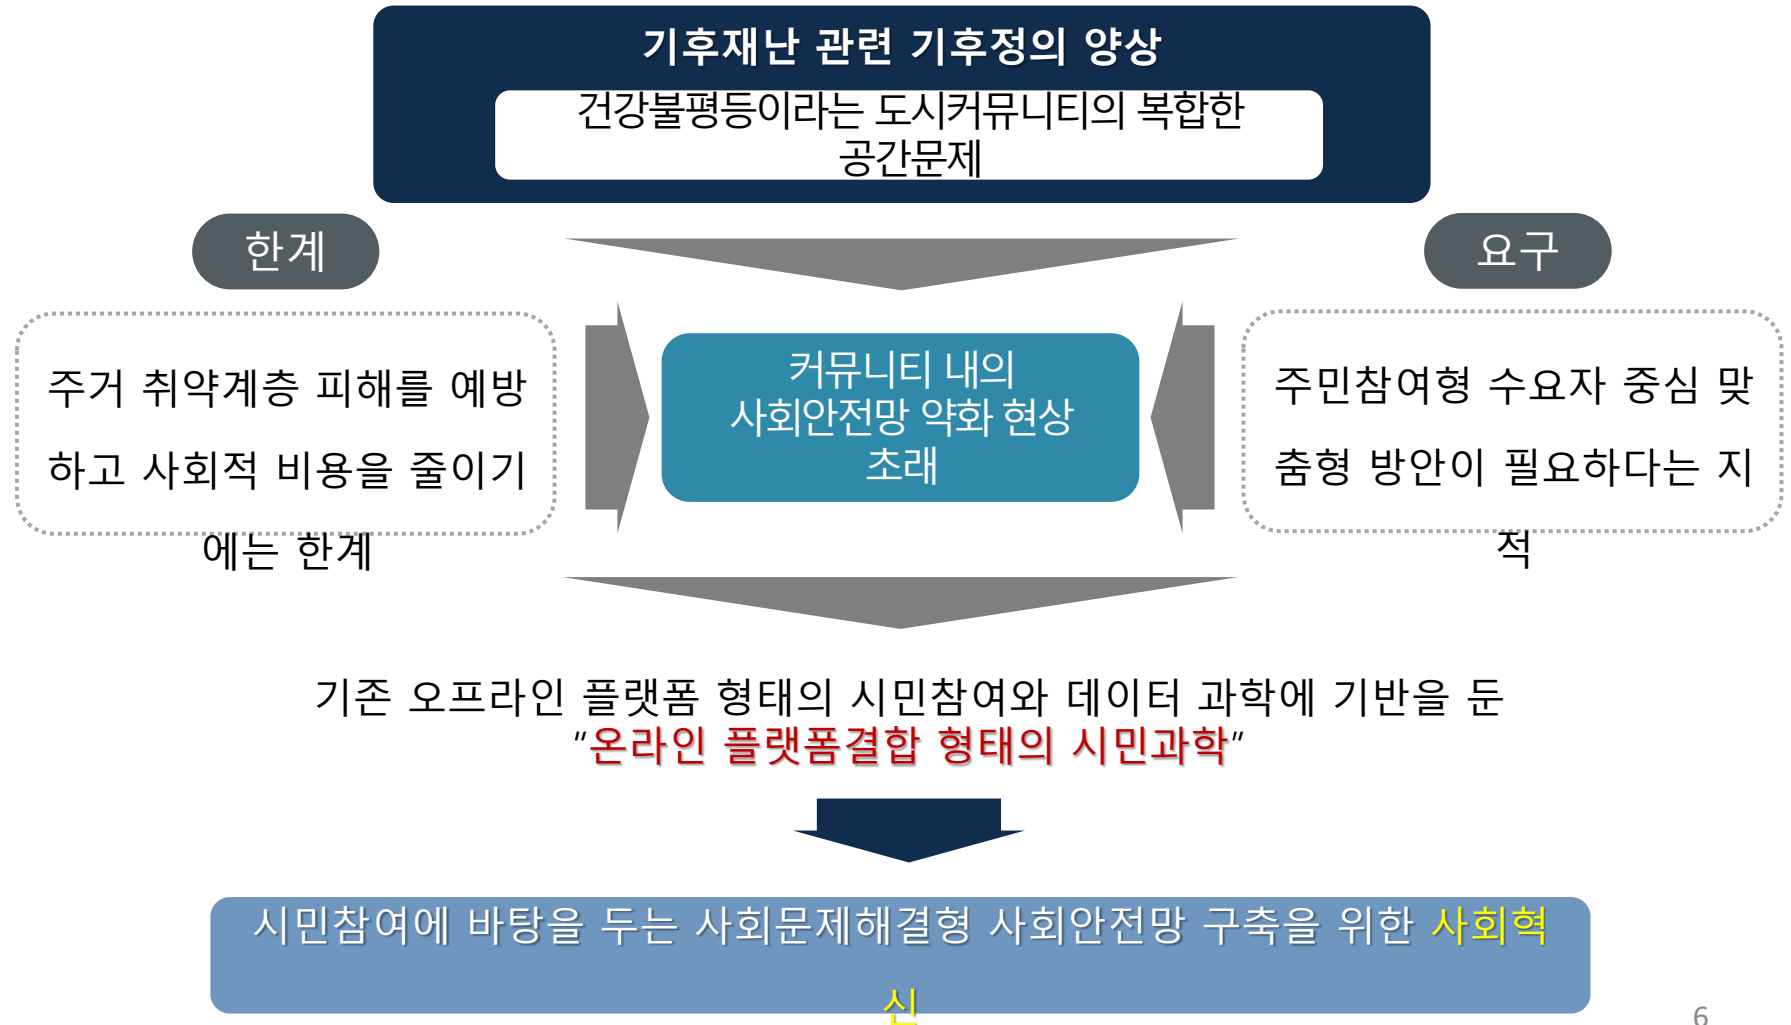 기후재난 관련 기후정의 양상
건강불평등이라는 도시커뮤니티의 복합한
공간문제
한계
요구
주거 취약계층 피해를 예방
하고 사회적 비용을 줄이기
에는 한계
커뮤니티 내의
사회안전망 약화 현상
초래
주민참여형 수요자 중심 맞
춤형 방안이 필요하다는 지
적
기존 오프라인 플랫폼 형태의 시민참여와 데이터 과학에 기반을 둔
"온라인 플랫폼결합 형태의 시민과학"
시민참여에 바탕을 두는 사회문제해결형 사회안전망 구축을 위한 사회혁
신
6